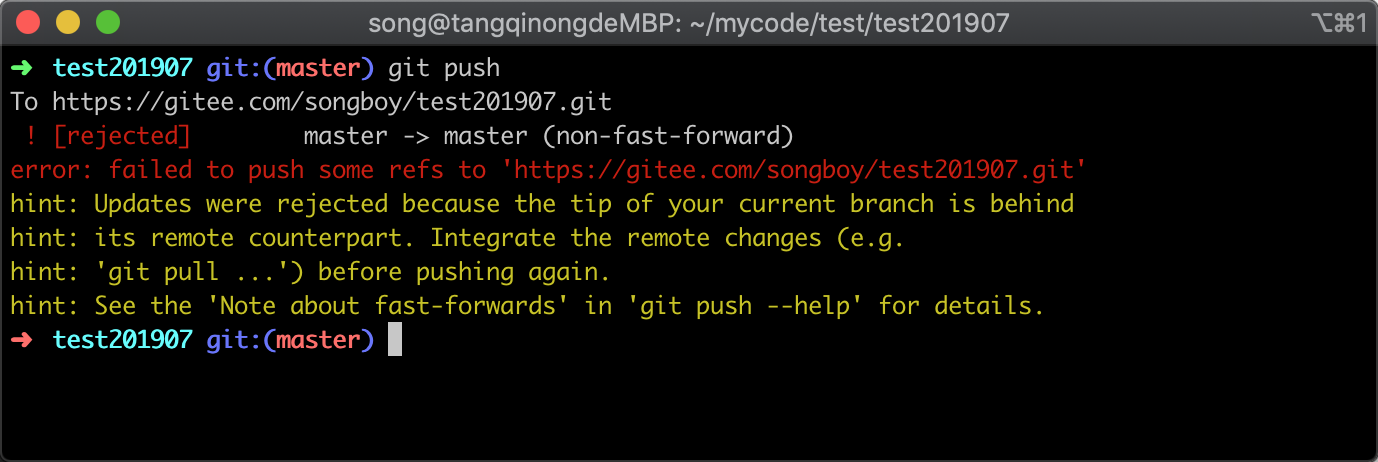 song@tangqinongdeMBP: ~/mycode/test/test201907 ⌥⌘1
➜ test201907 git:(master) git push
To https://gitee.com/songboy/test201907.git
! [rejected] master -> master (non-fast-forward)
error: failed to push some refs to 'https://gitee.com/songboy/test201907.git'
hint: Updates were rejected because the tip of your current branch is behind
hint: its remote counterpart. Integrate the remote changes (e.g.
hint: 'git pull ...') before pushing again.
hint: See the 'Note about fast-forwards' in 'git push --help' for details.
➜ test201907 git:(master)